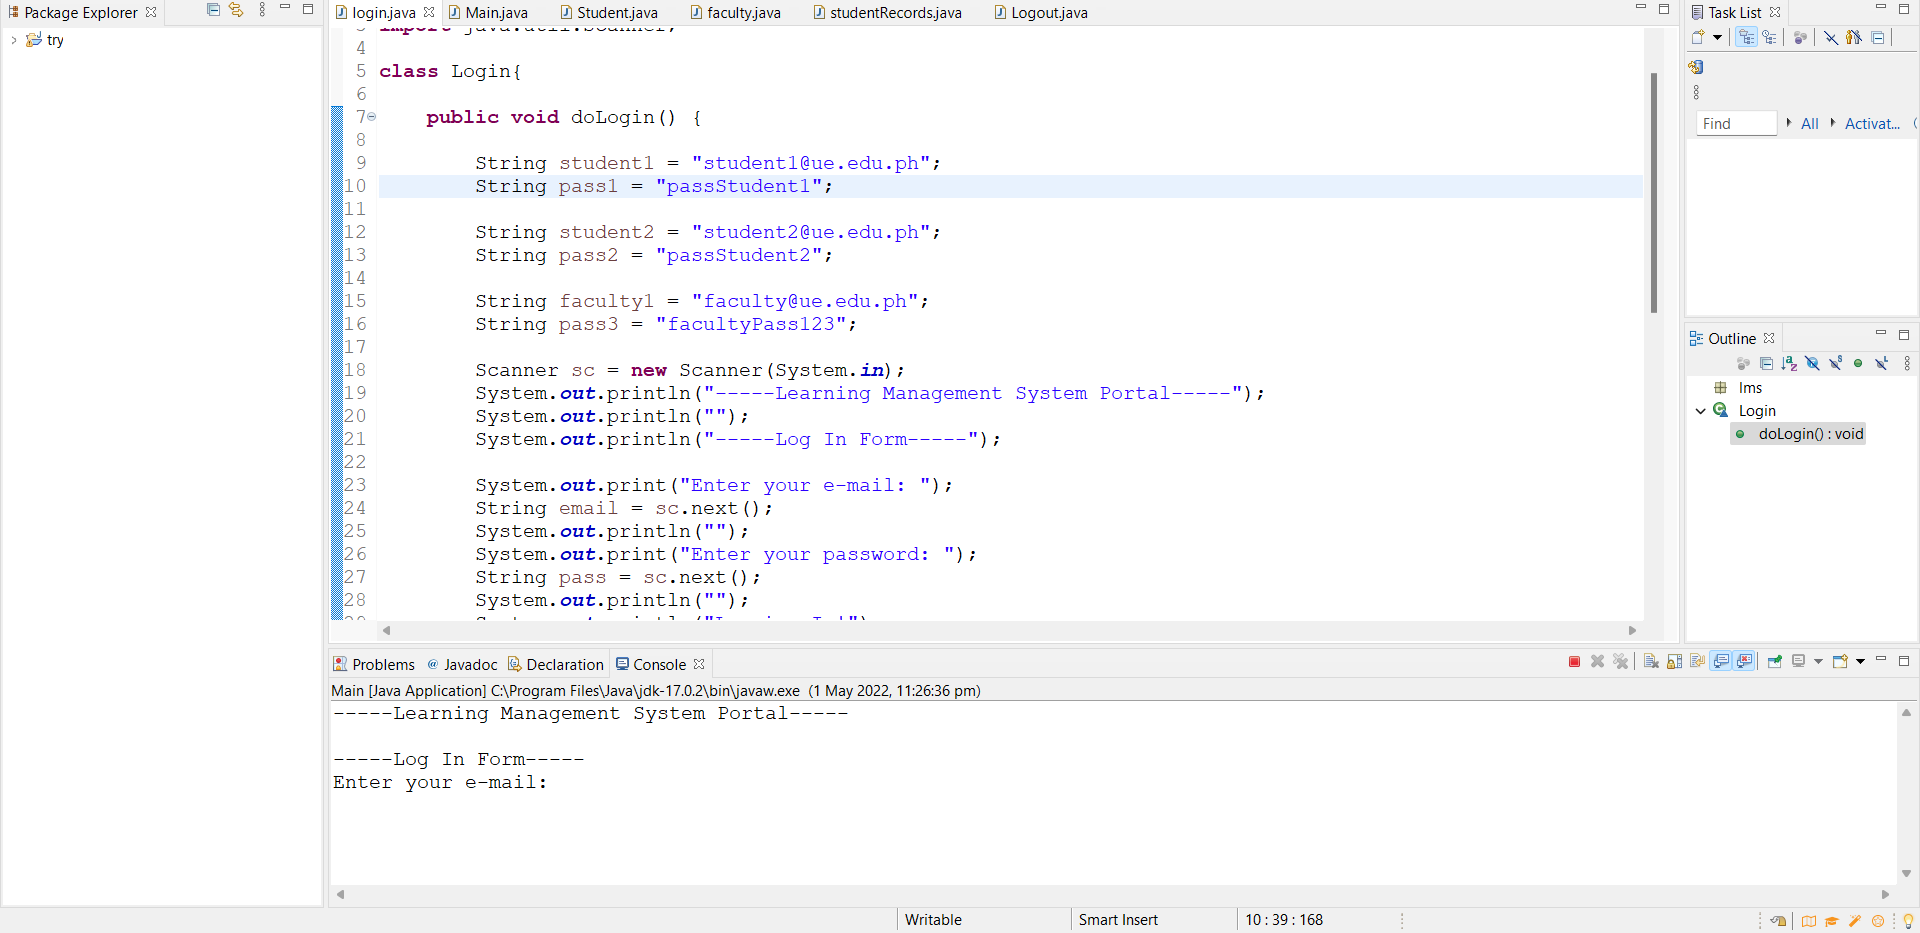 Package Explorer
try
login.java
Main.java
Student.java
faculty.java
studentRecords.java
Logout.java
3 import java.util.Scanner;
4
5 class Login{
6
7 public void doLogin() {
8
9 String student1 = "student1@ue.edu.ph";
10 String pass1 = "passStudent1";
11
12 String student2 = "student2@ue.edu.ph";
13 String pass2 = "passStudent2";
14
15 String faculty1 = "faculty@ue.edu.ph";
16 String pass3 = "facultyPass123";
17
18 Scanner sc = new Scanner(System.in);
19 System.out.println("-----Learning Management System Portal-----");
20 System.out.println("");
21 System.out.println("-----Log In Form-----");
22
23 System.out.print("Enter your e-mail: ");
24 String email = sc.next();
25 System.out.println("");
26 System.out.print("Enter your password: ");
27 String pass = sc.next();
28 System.out.println("");
Task List
Find
All
Activat...
Outline
lms
Login
doLogin() : void
Problems
Javadoc
Declaration
Console
Main [Java Application] C:\Program Files\Java\jdk-17.0.2\bin\javaw.exe (1 May 2022, 11:26:36 pm)
-----Learning Management System Portal-----
-----Log In Form-----
Enter your e-mail:
Writable
Smart Insert
10 : 39 : 168